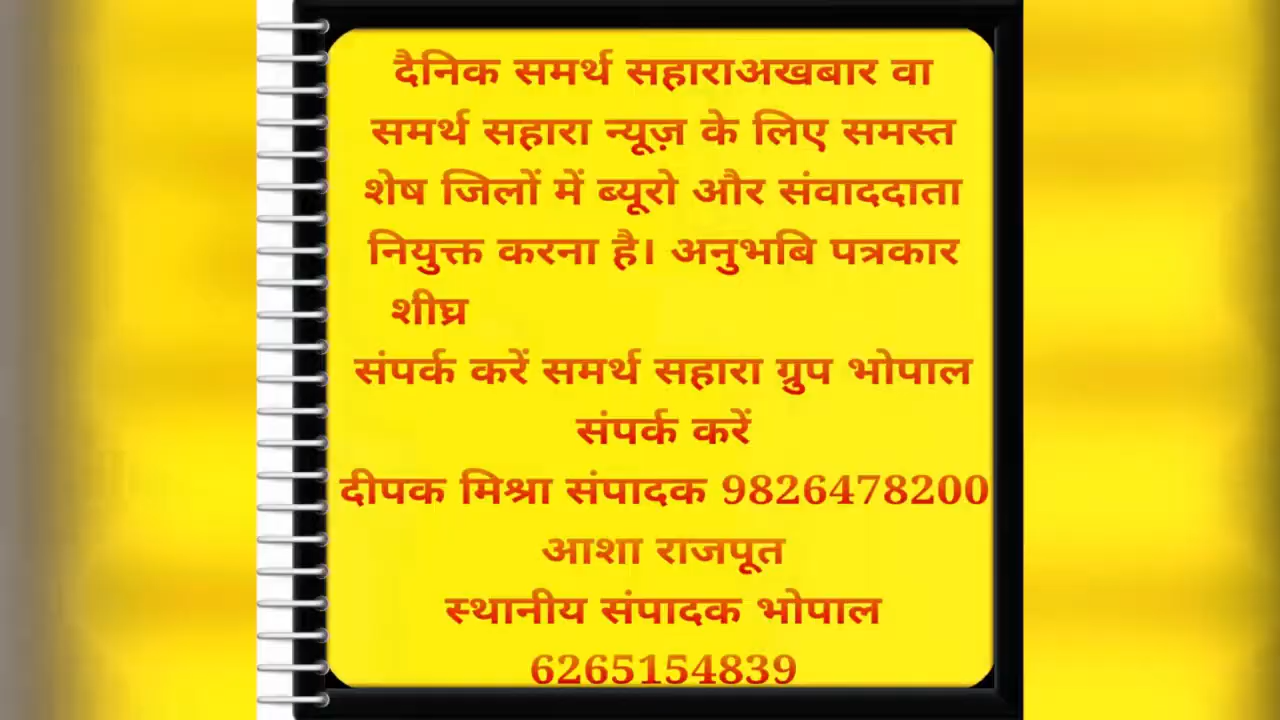 दैनिक समर्थ सहाराअखबार वा
समर्थ सहारा न्यूज़ के लिए समस्त
शेष जिलों में ब्यूरो और संवाददाता
नियुक्त करना है। अनुभबि पत्रकार
शीघ्र
संपर्क करें समर्थ सहारा ग्रुप भोपाल
संपर्क करें
दीपक मिश्रा संपादक 9826478200
आशा राजपूत
स्थानीय संपादक भोपाल
6265154839